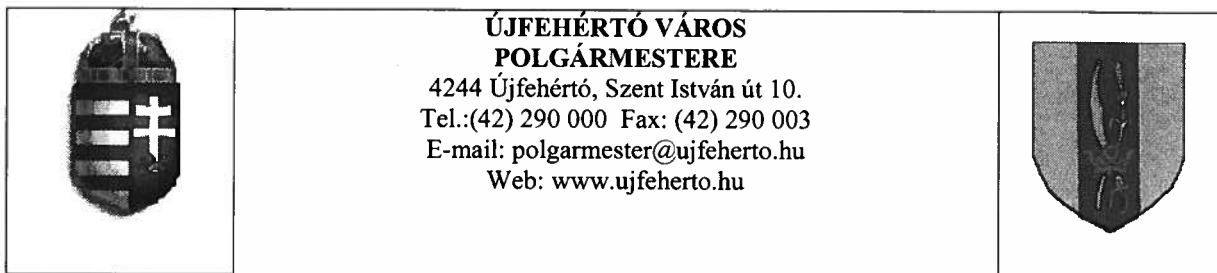 ÚJFEHÉRTÓ VÁROS
POLGÁRMESTERE
4244 Újfehértó, Szent István út 10.
Tel.:(42) 290 000 Fax: (42) 290 003
E-mail: polgarmester@ujfeherto.hu
Web: www.ujfeherto.hu